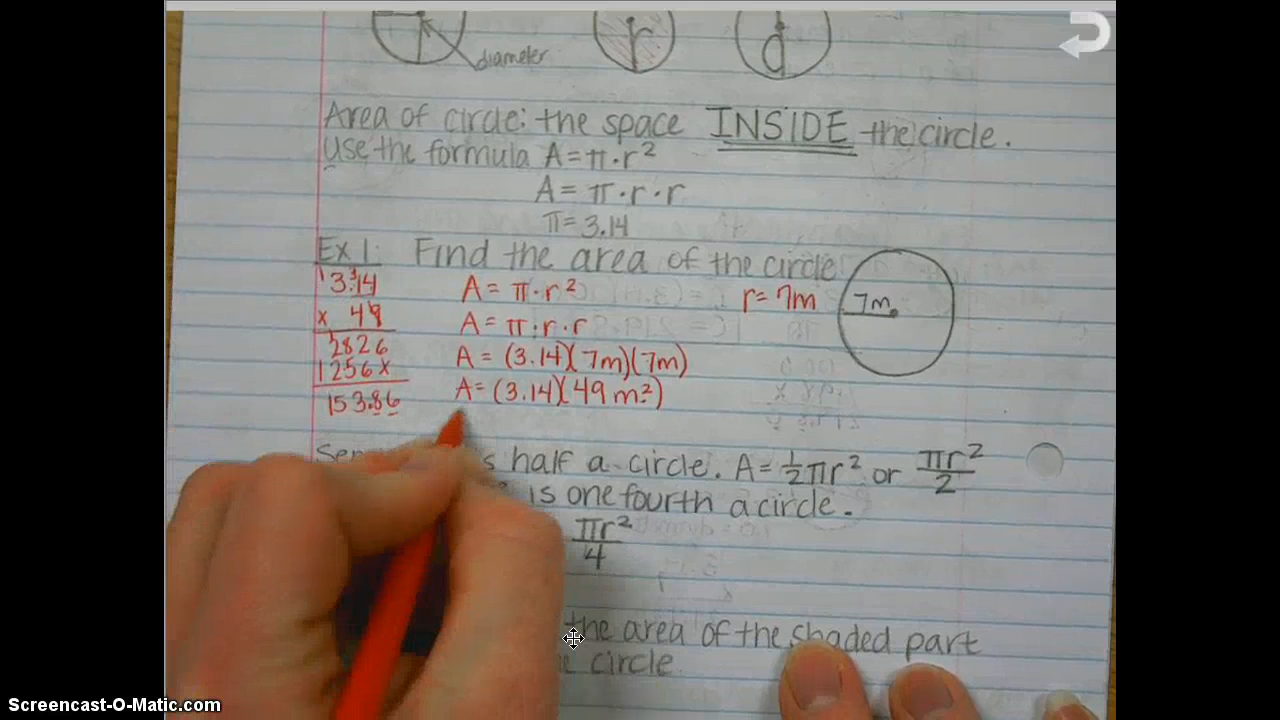 diameter
r
d
Area of circle: the space INSIDE the circle.
Use the formula A = π · r²
A = π · r · r
π = 3.14
Ex 1: Find the area of the circle
3.14
x 49
2826
1256x
153.86
A = π · r²
A = π · r · r
A = (3.14)(7m)(7m)
A = (3.14)(49 m²)
r = 7m
7m
is half a circle. A = ½πr² or πr²/2
is one fourth a circle.
πr²/4
the area of the shaded part
circle.
Screencast-O-Matic.com